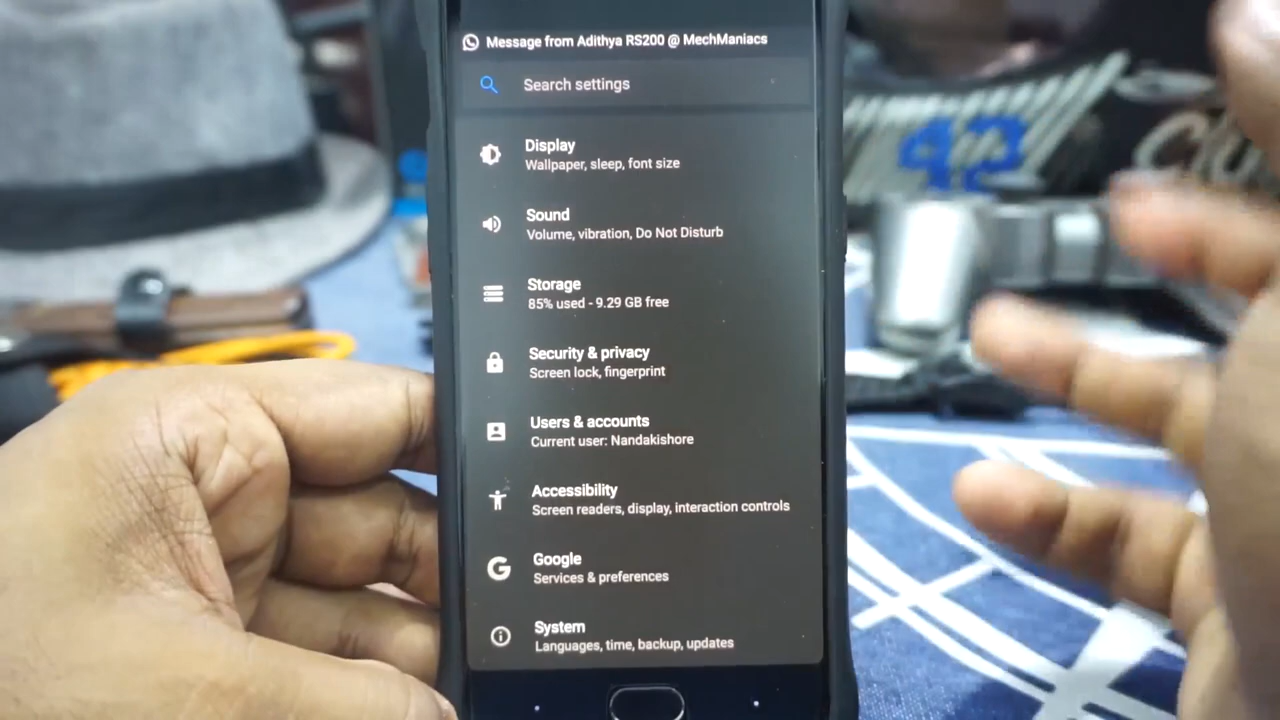 Message from Adithya RS200 @ MechManiacs
Search settings
Display
Wallpaper, sleep, font size
Sound
Volume, vibration, Do Not Disturb
Storage
85% used - 9.29 GB free
Security & privacy
Screen lock, fingerprint
Users & accounts
Current user: Nandakishore
Accessibility
Screen readers, display, interaction controls
Google
Services & preferences
System
Languages, time, backup, updates
92